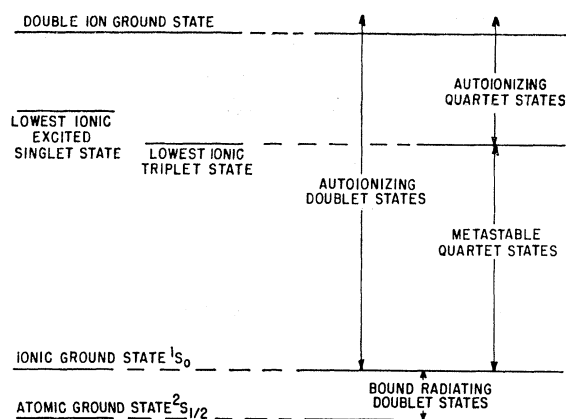 DOUBLE ION GROUND STATE
AUTOIONIZING
QUARTET STATES
LOWEST IONIC
EXCITED
SINGLET STATE
LOWEST IONIC
TRIPLET STATE
AUTOIONIZING
DOUBLET STATES
METASTABLE
QUARTET STATES
IONIC GROUND STATE ¹S₀
BOUND RADIATING
DOUBLET STATES
ATOMIC GROUND STATE ²S₁/₂